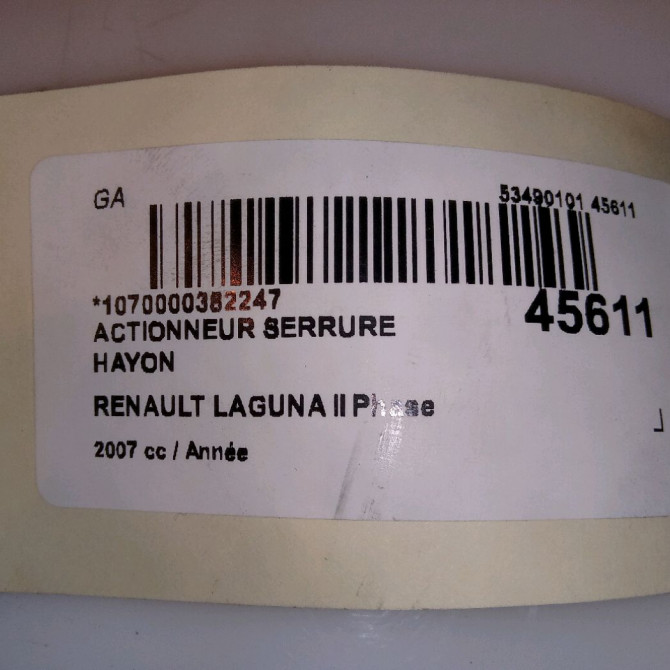 GA
53490101 45611
*1070000382247
45611
ACTIONNEUR SERRURE
HAYON
RENAULT LAGUNA II Phase
2007 cc / Année